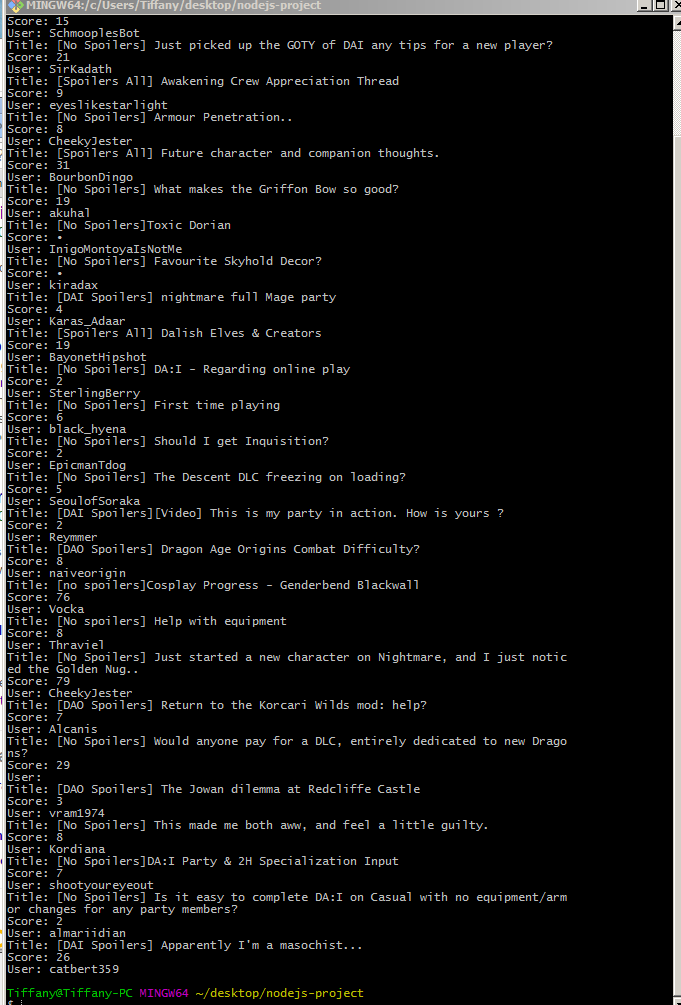 MINGW64:/c/Users/Tiffany/desktop/nodejs-project
Score: 15
User: SchmooplesBot
Title: [No Spoilers] Just picked up the GOTY of DAI any tips for a new player?
Score: 21
User: SirKadath
Title: [Spoilers All] Awakening Crew Appreciation Thread
Score: 9
User: eyeslikestarlight
Title: [No Spoilers] Armour Penetration..
Score: 8
User: CheekyJester
Title: [Spoilers All] Future character and companion thoughts.
Score: 31
User: BourbonDingo
Title: [No Spoilers] What makes the Griffon Bow so good?
Score: 19
User: akuhal
Title: [No Spoilers]Toxic Dorian
Score: •
User: InigoMontoyaIsNotMe
Title: [No Spoilers] Favourite Skyhold Decor?
Score: •
User: kiradax
Title: [DAI Spoilers] nightmare full Mage party
Score: 4
User: Karas_Adaar
Title: [Spoilers All] Dalish Elves & Creators
Score: 19
User: BayonetHipshot
Title: [No Spoilers] DA:I - Regarding online play
Score: 2
User: SterlingBerry
Title: [No Spoilers] First time playing
Score: 6
User: black_hyena
Title: [No Spoilers] Should I get Inquisition?
Score: 2
User: EpicmanTdog
Title: [No Spoilers] The Descent DLC freezing on loading?
Score: 5
User: SeoulofSoraka
Title: [DAI Spoilers][Video] This is my party in action. How is yours ?
Score: 2
User: Reymmer
Title: [DAO Spoilers] Dragon Age Origins Combat Difficulty?
Score: 8
User: naiveorigin
Title: [no spoilers]Cosplay Progress - Genderbend Blackwall
Score: 76
User: Vocka
Title: [No spoilers] Help with equipment
Score: 8
User: Thraviel
Title: [No Spoilers] Just started a new character on Nightmare, and I just notic
ed the Golden Nug..
Score: 79
User: CheekyJester
Title: [DAO Spoilers] Return to the Korcari Wilds mod: help?
Score: 7
User: Alcanis
Title: [No Spoilers] Would anyone pay for a DLC, entirely dedicated to new Drago
ns?
Score: 29
User:
Title: [DAO Spoilers] The Jowan dilemma at Redcliffe Castle
Score: 3
User: vram1974
Title: [No Spoilers] This made me both aww, and feel a little guilty.
Score: 8
User: Kordiana
Title: [No Spoilers]DA:I Party & 2H Specialization Input
Score: 7
User: shootyoureyeout
Title: [No Spoilers] Is it easy to complete DA:I on Casual with no equipment/arm
or changes for any party members?
Score: 2
User: almariidian
Title: [DAI Spoilers] Apparently I'm a masochist...
Score: 26
User: catbert359
Tiffany@Tiffany-PC MINGW64 ~/desktop/nodejs-project
$